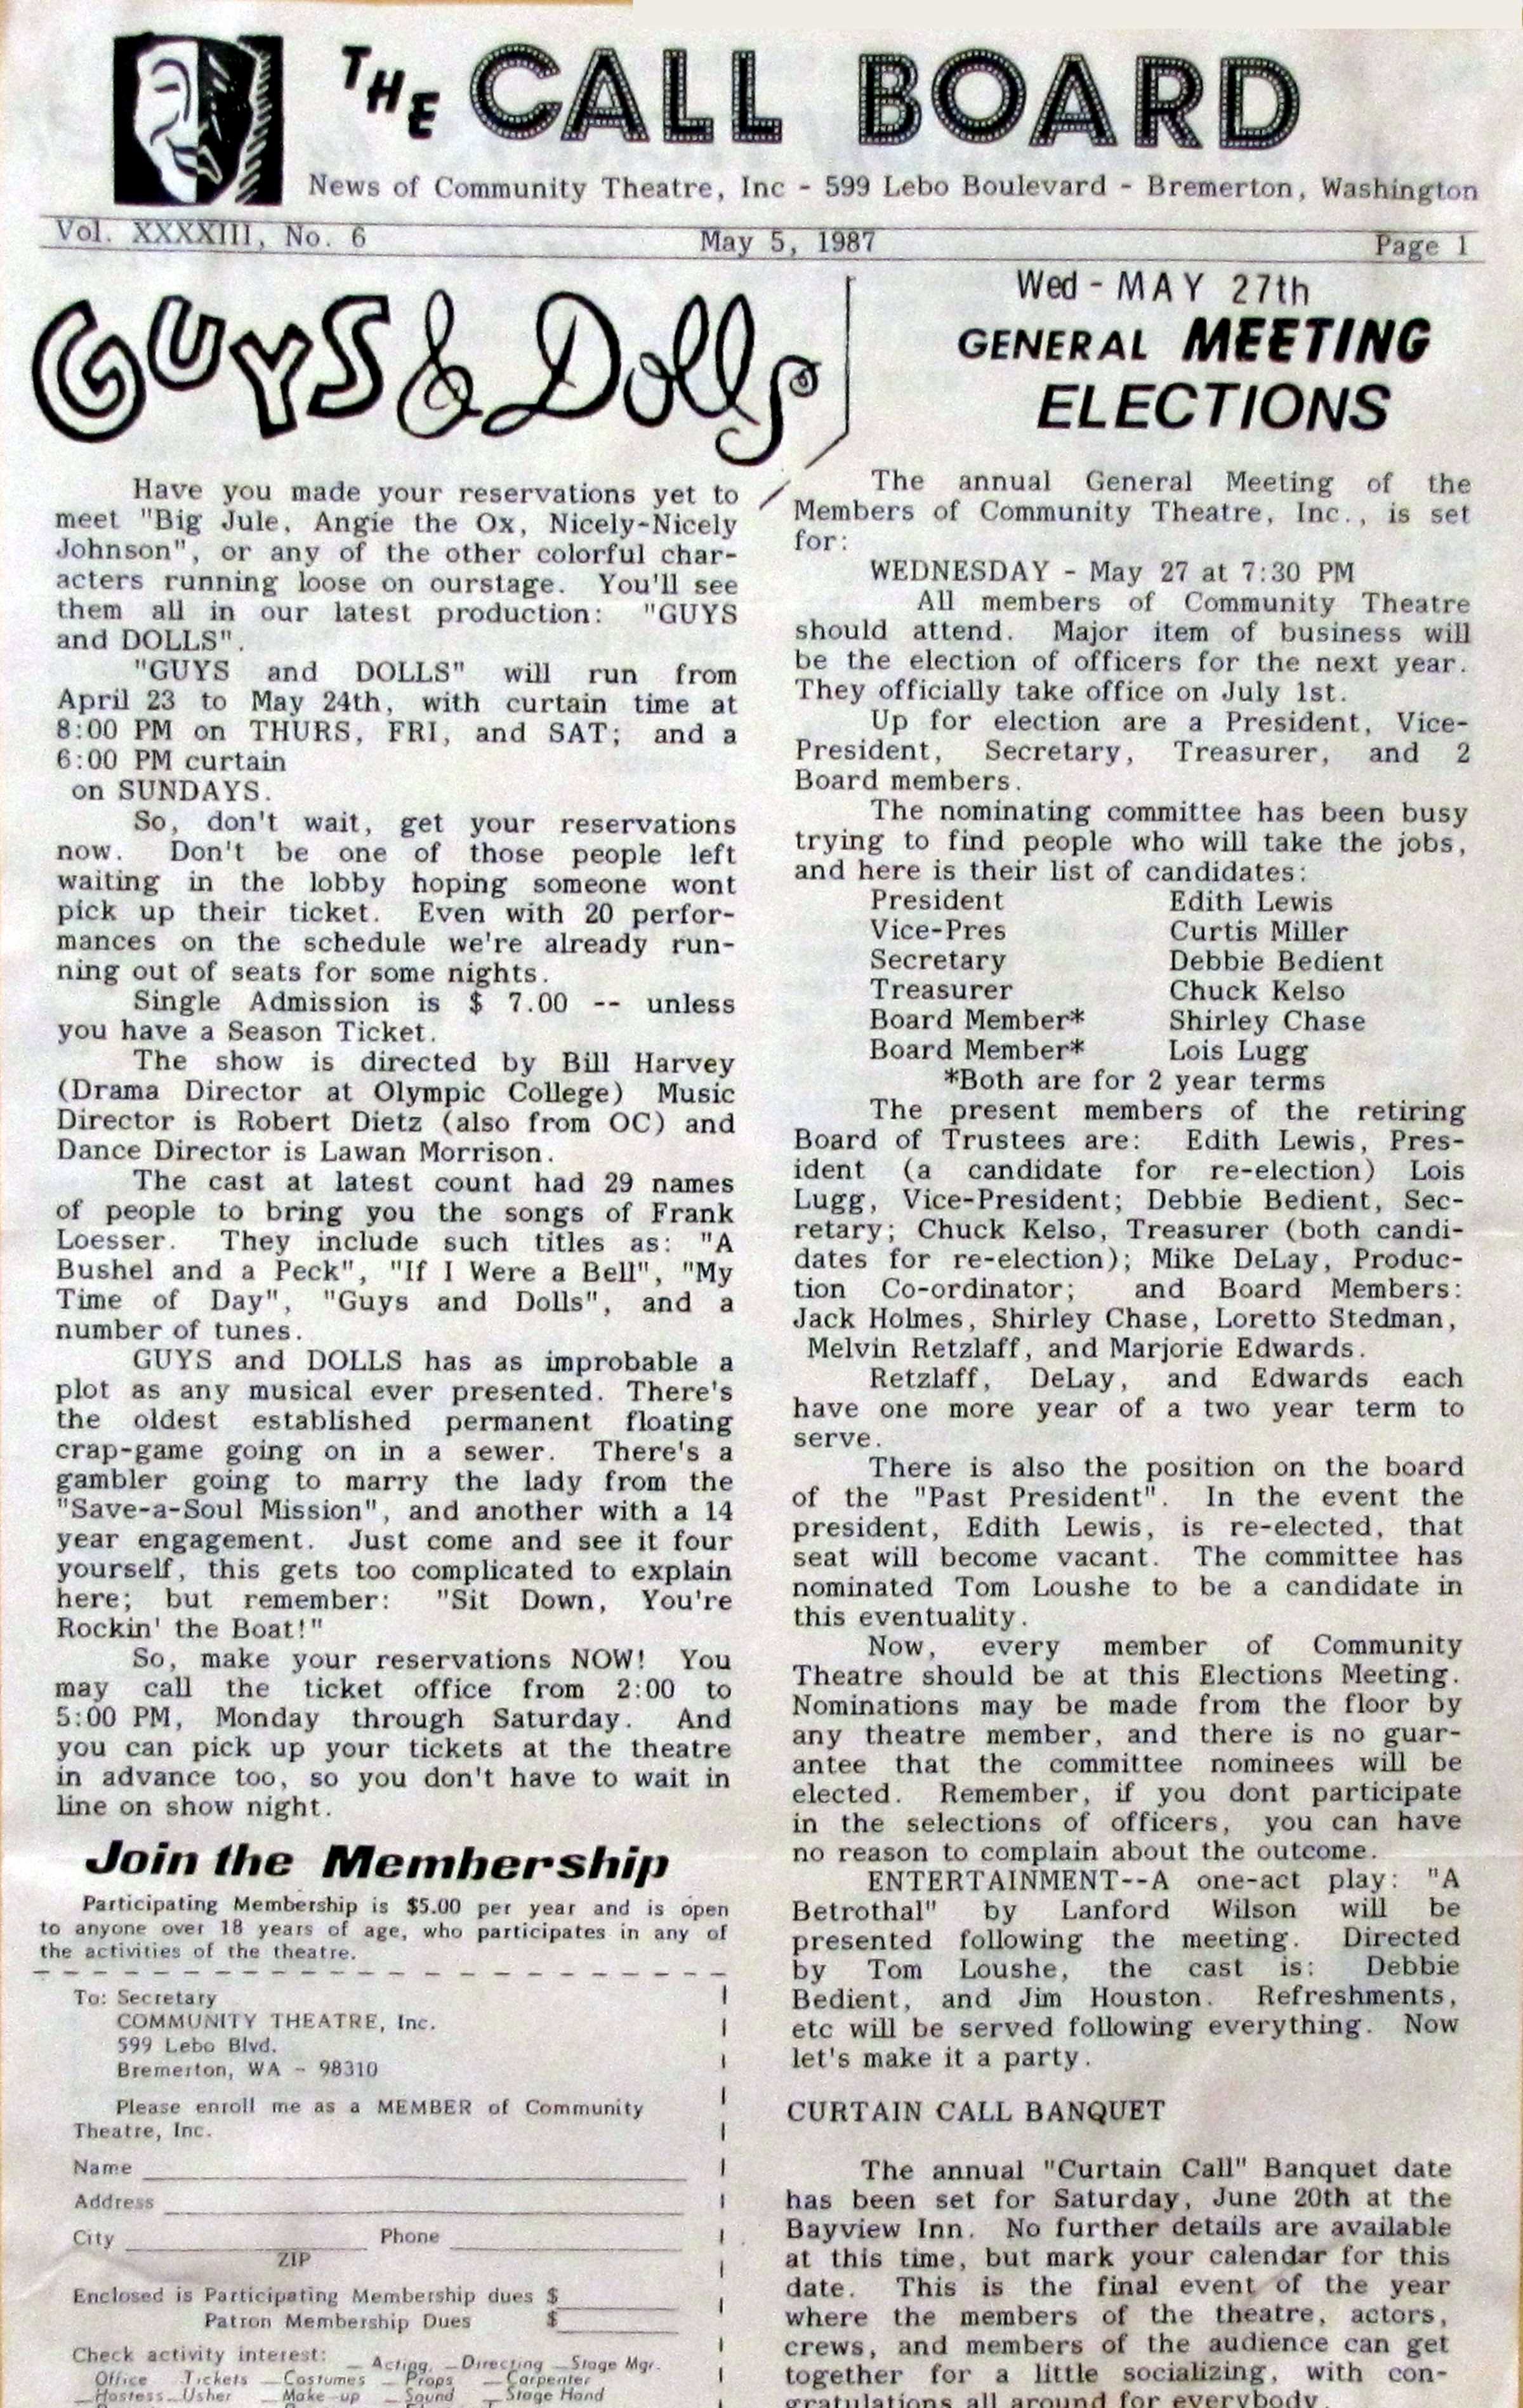 THE CALL BOARD
News of Community Theatre, Inc - 599 Lebo Boulevard - Bremerton, Washington
Vol. XXXXIII, No. 6 May 5, 1987 Page 1
GUYS & Dolls
Have you made your reservations yet to
meet "Big Jule, Angie the Ox, Nicely-Nicely
Johnson", or any of the other colorful char-
acters running loose on ourstage. You'll see
them all in our latest production: "GUYS
and DOLLS".
"GUYS and DOLLS" will run from
April 23 to May 24th, with curtain time at
8:00 PM on THURS, FRI, and SAT; and a
6:00 PM curtain
on SUNDAYS.
So, don't wait, get your reservations
now. Don't be one of those people left
waiting in the lobby hoping someone wont
pick up their ticket. Even with 20 perfor-
mances on the schedule we're already run-
ning out of seats for some nights.
Single Admission is $ 7.00 -- unless
you have a Season Ticket.
The show is directed by Bill Harvey
(Drama Director at Olympic College) Music
Director is Robert Dietz (also from OC) and
Dance Director is Lawan Morrison.
The cast at latest count had 29 names
of people to bring you the songs of Frank
Loesser. They include such titles as: "A
Bushel and a Peck", "If I Were a Bell", "My
Time of Day", "Guys and Dolls", and a
number of tunes.
GUYS and DOLLS has as improbable a
plot as any musical ever presented. There's
the oldest established permanent floating
crap-game going on in a sewer. There's a
gambler going to marry the lady from the
"Save-a-Soul Mission", and another with a 14
year engagement. Just come and see it four
yourself, this gets too complicated to explain
here; but remember: "Sit Down, You're
Rockin' the Boat!"
So, make your reservations NOW! You
may call the ticket office from 2:00 to
5:00 PM, Monday through Saturday. And
you can pick up your tickets at the theatre
in advance too, so you don't have to wait in
line on show night.
Join the Membership
Participating Membership is $5.00 per year and is open
to anyone over 18 years of age, who participates in any of
the activities of the theatre.
To: Secretary
COMMUNITY THEATRE, Inc.
599 Lebo Blvd.
Bremerton, WA - 98310
Please enroll me as a MEMBER of Community
Theatre, Inc.
Name
Address
City Phone
ZIP
Enclosed is Participating Membership dues $
Patron Membership Dues $
Check activity interest: Acting, Directing Stage Mgr.
Office Tickets Costumes Props Carpenter
Hostess Usher Make-up Sound Stage Hand
Wed - MAY 27th
GENERAL MEETING
ELECTIONS
The annual General Meeting of the
Members of Community Theatre, Inc., is set
for:
WEDNESDAY - May 27 at 7:30 PM
All members of Community Theatre
should attend. Major item of business will
be the election of officers for the next year.
They officially take office on July 1st.
Up for election are a President, Vice-
President, Secretary, Treasurer, and 2
Board members.
The nominating committee has been busy
trying to find people who will take the jobs,
and here is their list of candidates:
President Edith Lewis
Vice-Pres Curtis Miller
Secretary Debbie Bedient
Treasurer Chuck Kelso
Board Member* Shirley Chase
Board Member* Lois Lugg
*Both are for 2 year terms
The present members of the retiring
Board of Trustees are: Edith Lewis, Pres-
ident (a candidate for re-election) Lois
Lugg, Vice-President; Debbie Bedient, Sec-
retary; Chuck Kelso, Treasurer (both candi-
dates for re-election); Mike DeLay, Produc-
tion Co-ordinator; and Board Members:
Jack Holmes, Shirley Chase, Loretto Stedman,
Melvin Retzlaff, and Marjorie Edwards.
Retzlaff, DeLay, and Edwards each
have one more year of a two year term to
serve.
There is also the position on the board
of the "Past President". In the event the
president, Edith Lewis, is re-elected, that
seat will become vacant. The committee has
nominated Tom Loushe to be a candidate in
this eventuality.
Now, every member of Community
Theatre should be at this Elections Meeting.
Nominations may be made from the floor by
any theatre member, and there is no guar-
antee that the committee nominees will be
elected. Remember, if you dont participate
in the selections of officers, you can have
no reason to complain about the outcome.
ENTERTAINMENT--A one-act play: "A
Betrothal" by Lanford Wilson will be
presented following the meeting. Directed
by Tom Loushe, the cast is: Debbie
Bedient, and Jim Houston. Refreshments,
etc will be served following everything. Now
let's make it a party.
CURTAIN CALL BANQUET
The annual "Curtain Call" Banquet date
has been set for Saturday, June 20th at the
Bayview Inn. No further details are available
at this time, but mark your calendar for this
date. This is the final event of the year
where the members of the theatre, actors,
crews, and members of the audience can get
together for a little socializing, with con-
gratulations all around for everybody.